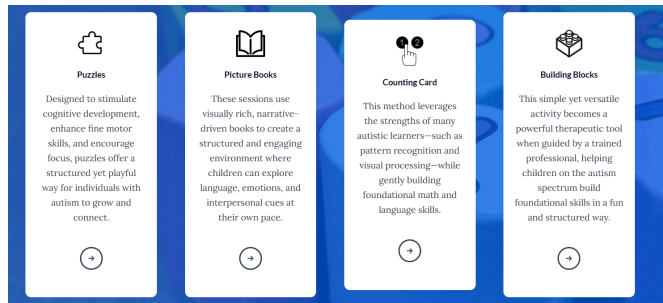 Puzzles
Designed to stimulate
cognitive development,
enhance fine motor
skills, and encourage
focus, puzzles offer a
structured yet playful
way for individuals with
autism to grow and
connect.
Picture Books
These sessions use
visually rich, narrative-
driven books to create a
structured and engaging
environment where
children can explore
language, emotions, and
interpersonal cues at
their own pace.
1 2
Counting Card
This method leverages
the strengths of many
autistic learners—such as
pattern recognition and
visual processing—while
gently building
foundational math and
language skills.
Building Blocks
This simple yet versatile
activity becomes a
powerful therapeutic tool
when guided by a trained
professional, helping
children on the autism
spectrum build
foundational skills in a fun
and structured way.